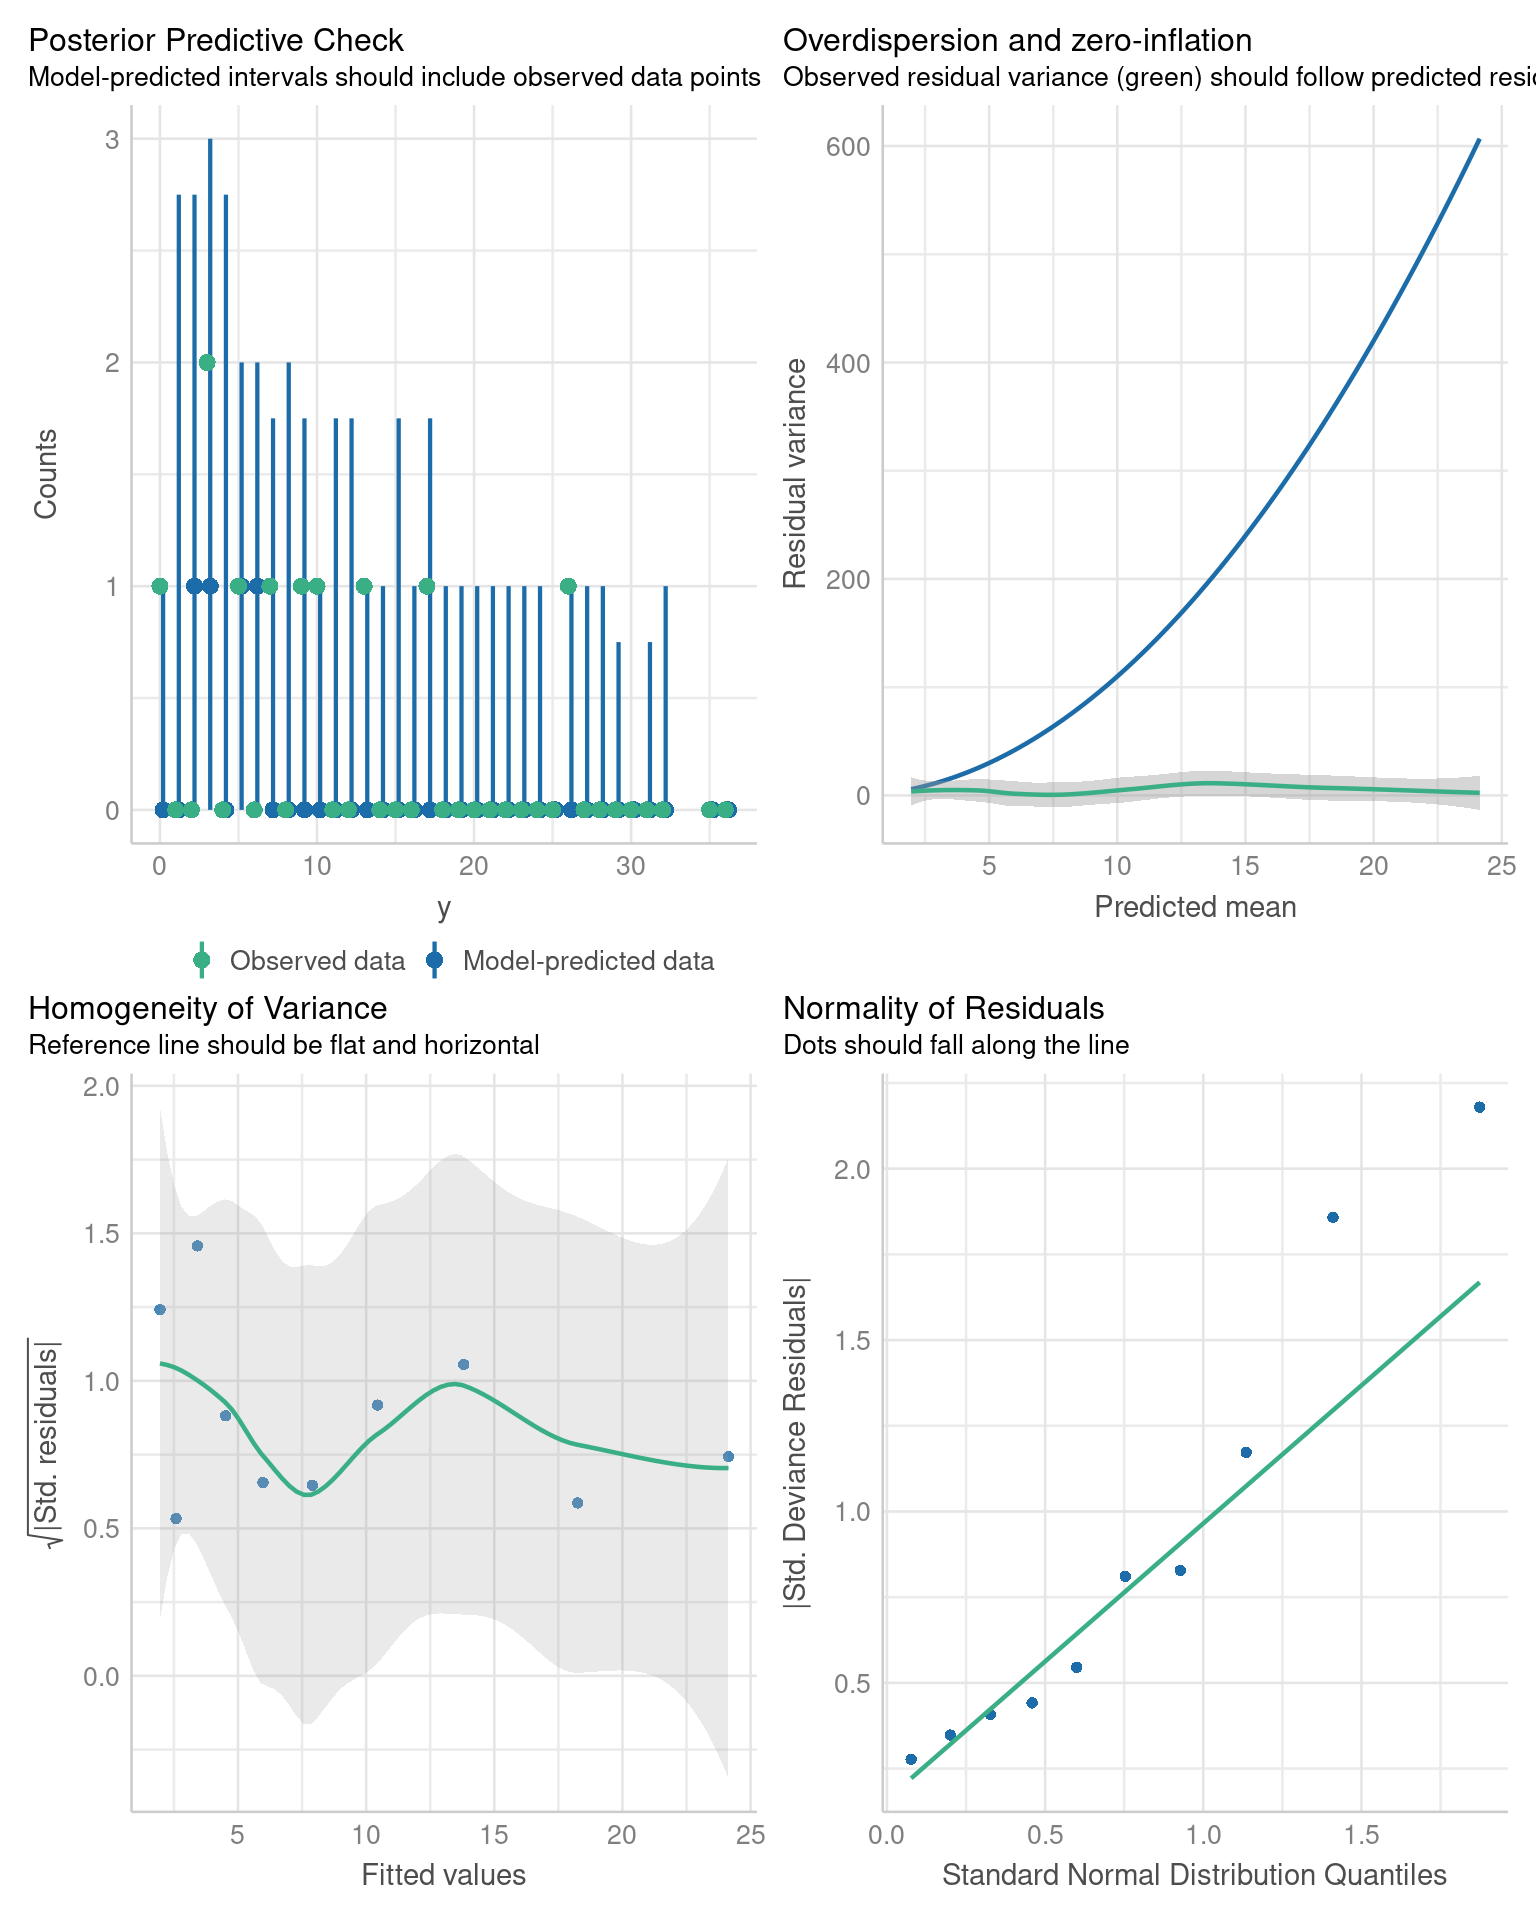 Posterior Predictive Check
Model-predicted intervals should include observed data points
3
2
1
0
Counts
0 10 20 30
y
Observed data Model-predicted data
Overdispersion and zero-inflation
Observed residual variance (green) should follow predicted resi
600
400
200
0
Residual variance
5 10 15 20 25
Predicted mean
Homogeneity of Variance
Reference line should be flat and horizontal
2.0
1.5
1.0
0.5
0.0
√|Std. residuals|
5 10 15 20 25
Fitted values
Normality of Residuals
Dots should fall along the line
2.0
1.5
1.0
0.5
|Std. Deviance Residuals|
0.0 0.5 1.0 1.5
Standard Normal Distribution Quantiles